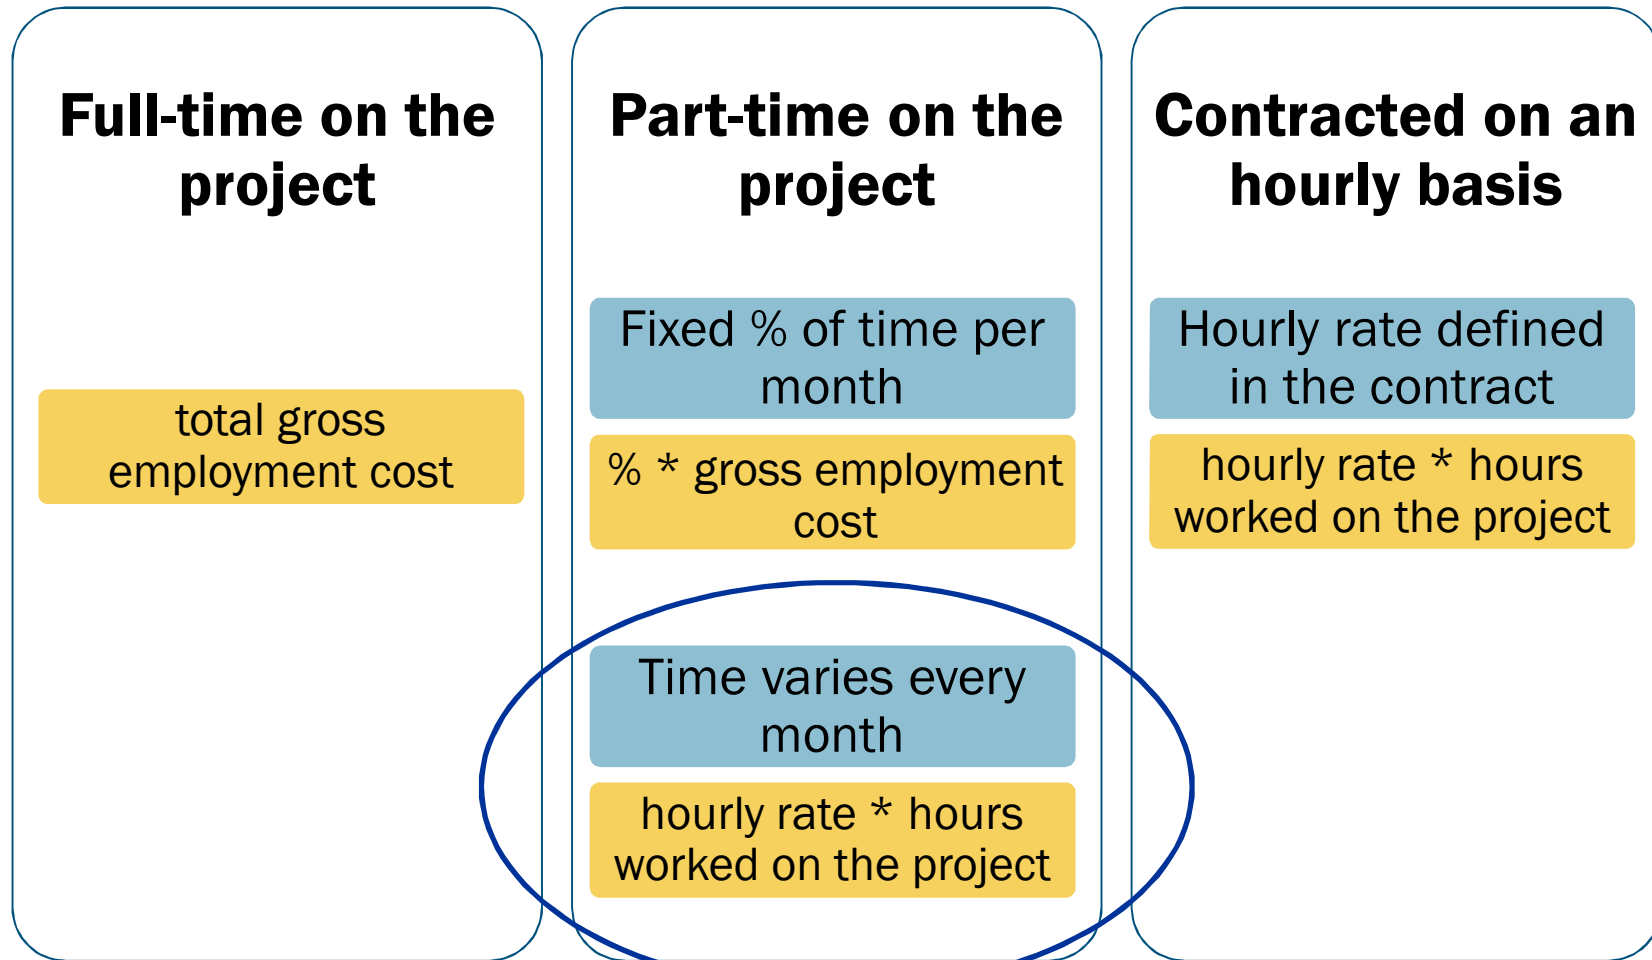 Full-time on the
project
total gross
employment cost
Part-time on the
project
Fixed % of time per
month
% * gross employment
cost
Time varies every
month
hourly rate * hours
worked on the project
Contracted on an
hourly basis
Hourly rate defined
in the contract
hourly rate * hours
worked on the project